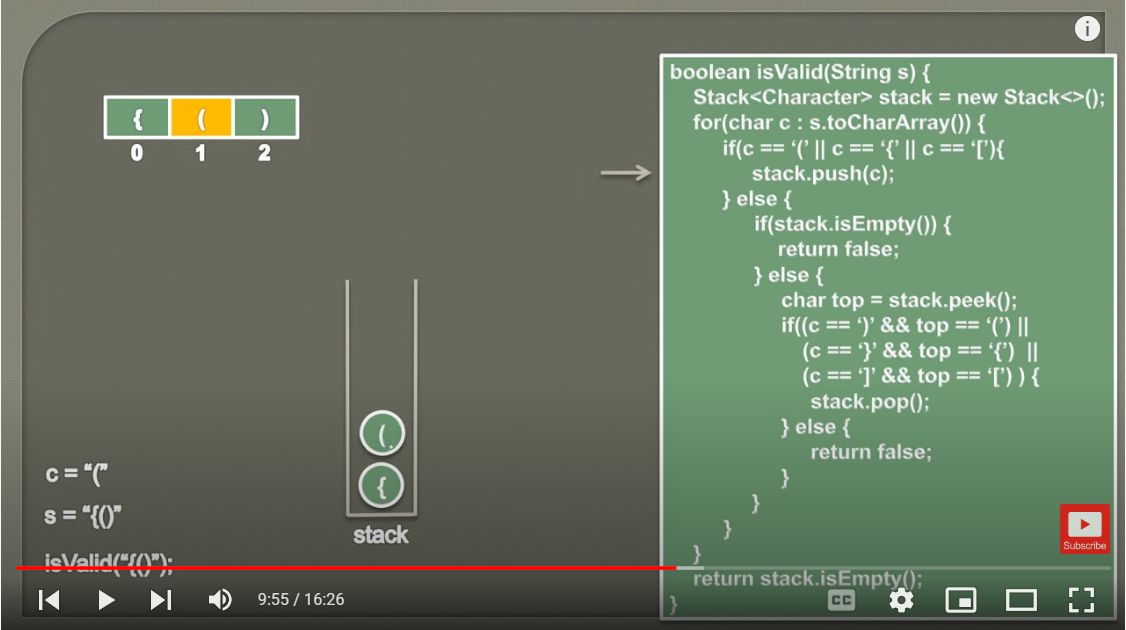 { ( )
0 1 2
( 
{
stack
c = “(”
s = “{()”
isValid(“{()”);
boolean isValid(String s) {
Stack<Character> stack = new Stack<>();
for(char c : s.toCharArray()) {
if(c == ‘(’ || c == ‘{’ || c == ‘[’){
stack.push(c);
} else {
if(stack.isEmpty()) {
return false;
} else {
char top = stack.peek();
if((c == ‘)’ && top == ‘(’) ||
(c == ‘}’ && top == ‘{’) ||
(c == ‘]’ && top == ‘[’) ) {
stack.pop();
} else {
return false;
}
}
}
}
return stack.isEmpty();
}
Subscribe
9:55 / 16:26
CC